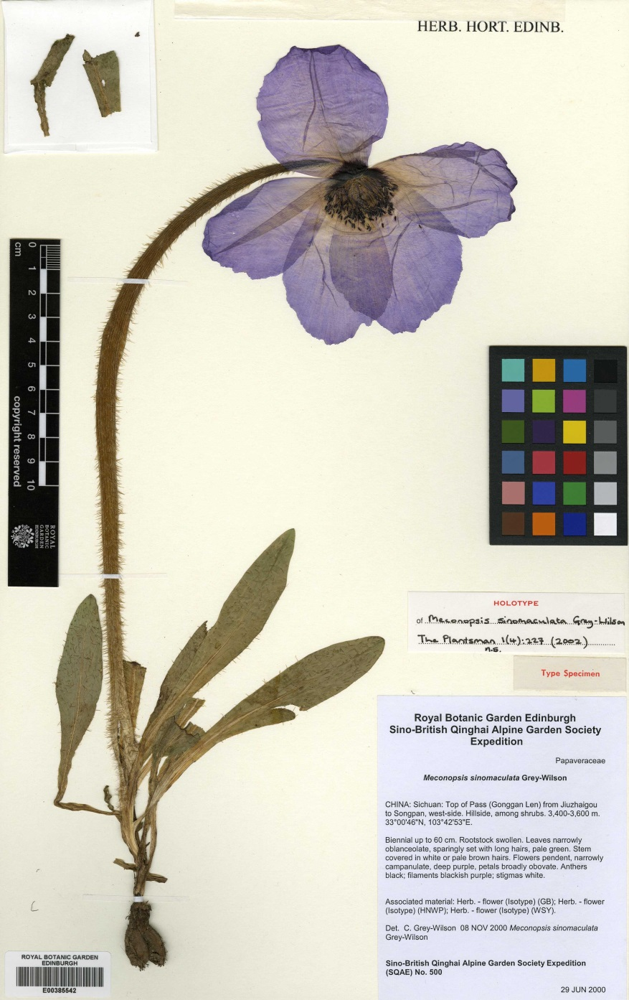 HERB. HORT. EDINB.
cm
0
1
2
3
4
5
6
7
8
9
10
copyright reserved
ROYAL
BOTANIC
GARDEN
EDINBURGH
HOLOTYPE
of Meconopsis sinomaculata Grey-Wilson
The Plantsman 1(4):227 (2002)
n.s.
Type Specimen
Royal Botanic Garden Edinburgh
Sino-British Qinghai Alpine Garden Society
Expedition
Papaveraceae
Meconopsis sinomaculata Grey-Wilson
CHINA: Sichuan: Top of Pass (Gonggan Len) from Jiuzhaigou
to Songpan, west-side. Hillside, among shrubs. 3,400-3,600 m.
33°00'46"N, 103°42'53"E.
Biennial up to 60 cm. Rootstock swollen. Leaves narrowly
oblanceolate, sparingly set with long hairs, pale green. Stem
covered in white or pale brown hairs. Flowers pendent, narrowly
campanulate, deep purple, petals broadly obovate. Anthers
black; filaments blackish purple; stigmas white.
Associated material: Herb. - flower (Isotype) (GB); Herb. - flower
(Isotype) (HNWP); Herb. - flower (Isotype) (WSY).
Det. C. Grey-Wilson 08 NOV 2000 Meconopsis sinomaculata
Grey-Wilson
Sino-British Qinghai Alpine Garden Society Expedition
(SQAE) No. 500
29 JUN 2000
ROYAL BOTANIC GARDEN
EDINBURGH
E00385542